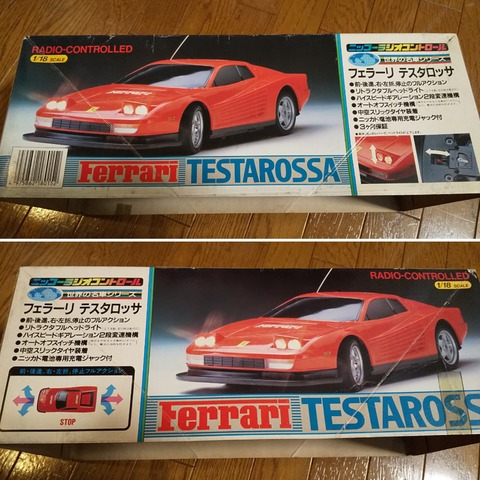 RADIO-CONTROLLED
1/18 SCALE
ニッコーラジオコントロール
世界の名車シリーズ
フェラーリ テスタロッサ
●前・後進、右・左折、停止のフルアクション
●リトラクタブルヘッドライト
●ハイスピードギアレーション2段変速機構
●オートオフスイッチ機構
●中空スリックタイヤ装着
●ニッカド電池専用充電ジャック付
●3ケ月保証
Ferrari TESTAROSSA
4 975862 160152
ニッコーラジオコントロール
世界の名車シリーズ
フェラーリ テスタロッサ
●前・後進、右・左折、停止のフルアクション
●リトラクタブルヘッドライト
●ハイスピードギアレーション2段変速機構
●オートオフスイッチ機構
●中空スリックタイヤ装着
●ニッカド電池専用充電ジャック付
前・後進、右・左折、停止フルアクション
STOP
RADIO-CONTROLLED
1/18 SCALE
Ferrari TESTAROSS